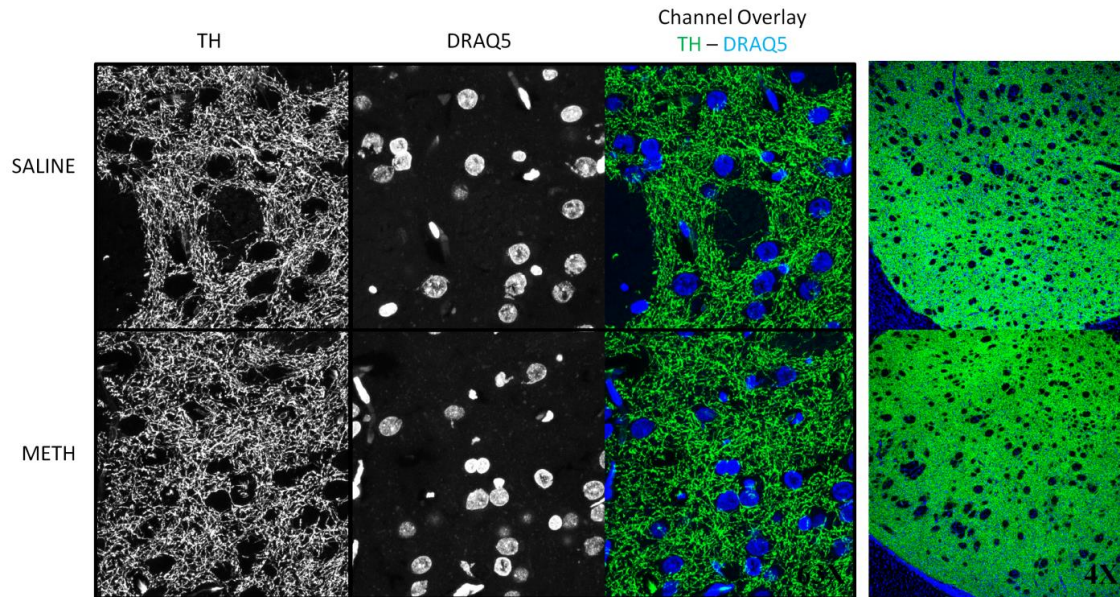 TH
DRAQ5
Channel Overlay
TH – DRAQ5
SALINE
METH
4X